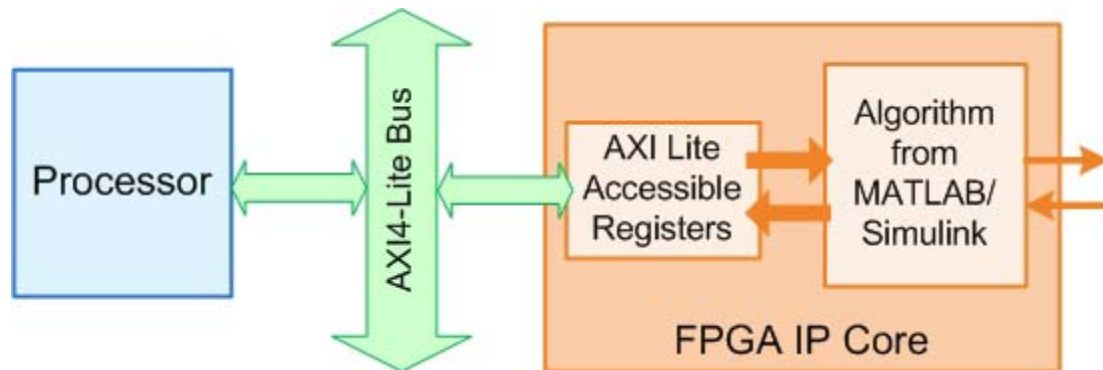 Processor
AXI4-Lite Bus
AXI Lite
Accessible
Registers
Algorithm
from
MATLAB/
Simulink
FPGA IP Core